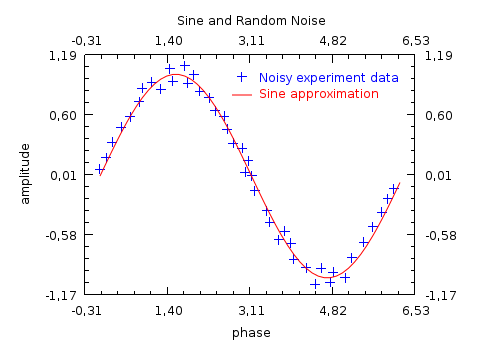 Sine and Random Noise
-0,31 1,40 3,11 4,82 6,53
1,19 1,19
Noisy experiment data
Sine approximation
0,60 0,60
amplitude
0,01 0,01
-0,58 -0,58
-1,17 -1,17
-0,31 1,40 3,11 4,82 6,53
phase